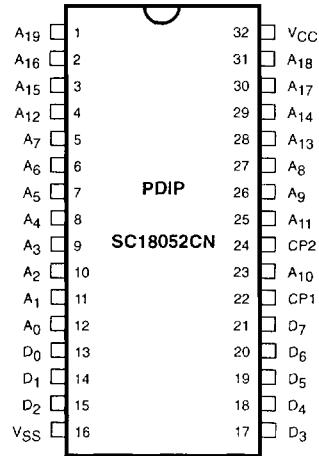 A19 1 32 VCC
A16 2 31 A18
A15 3 30 A17
A12 4 29 A14
A7 5 28 A13
A6 6 27 A8
A5 7 PDIP 26 A9
A4 8 25 A11
A3 9 SC18052CN 24 CP2
A2 10 23 A10
A1 11 22 CP1
A0 12 21 D7
D0 13 20 D6
D1 14 19 D5
D2 15 18 D4
VSS 16 17 D3